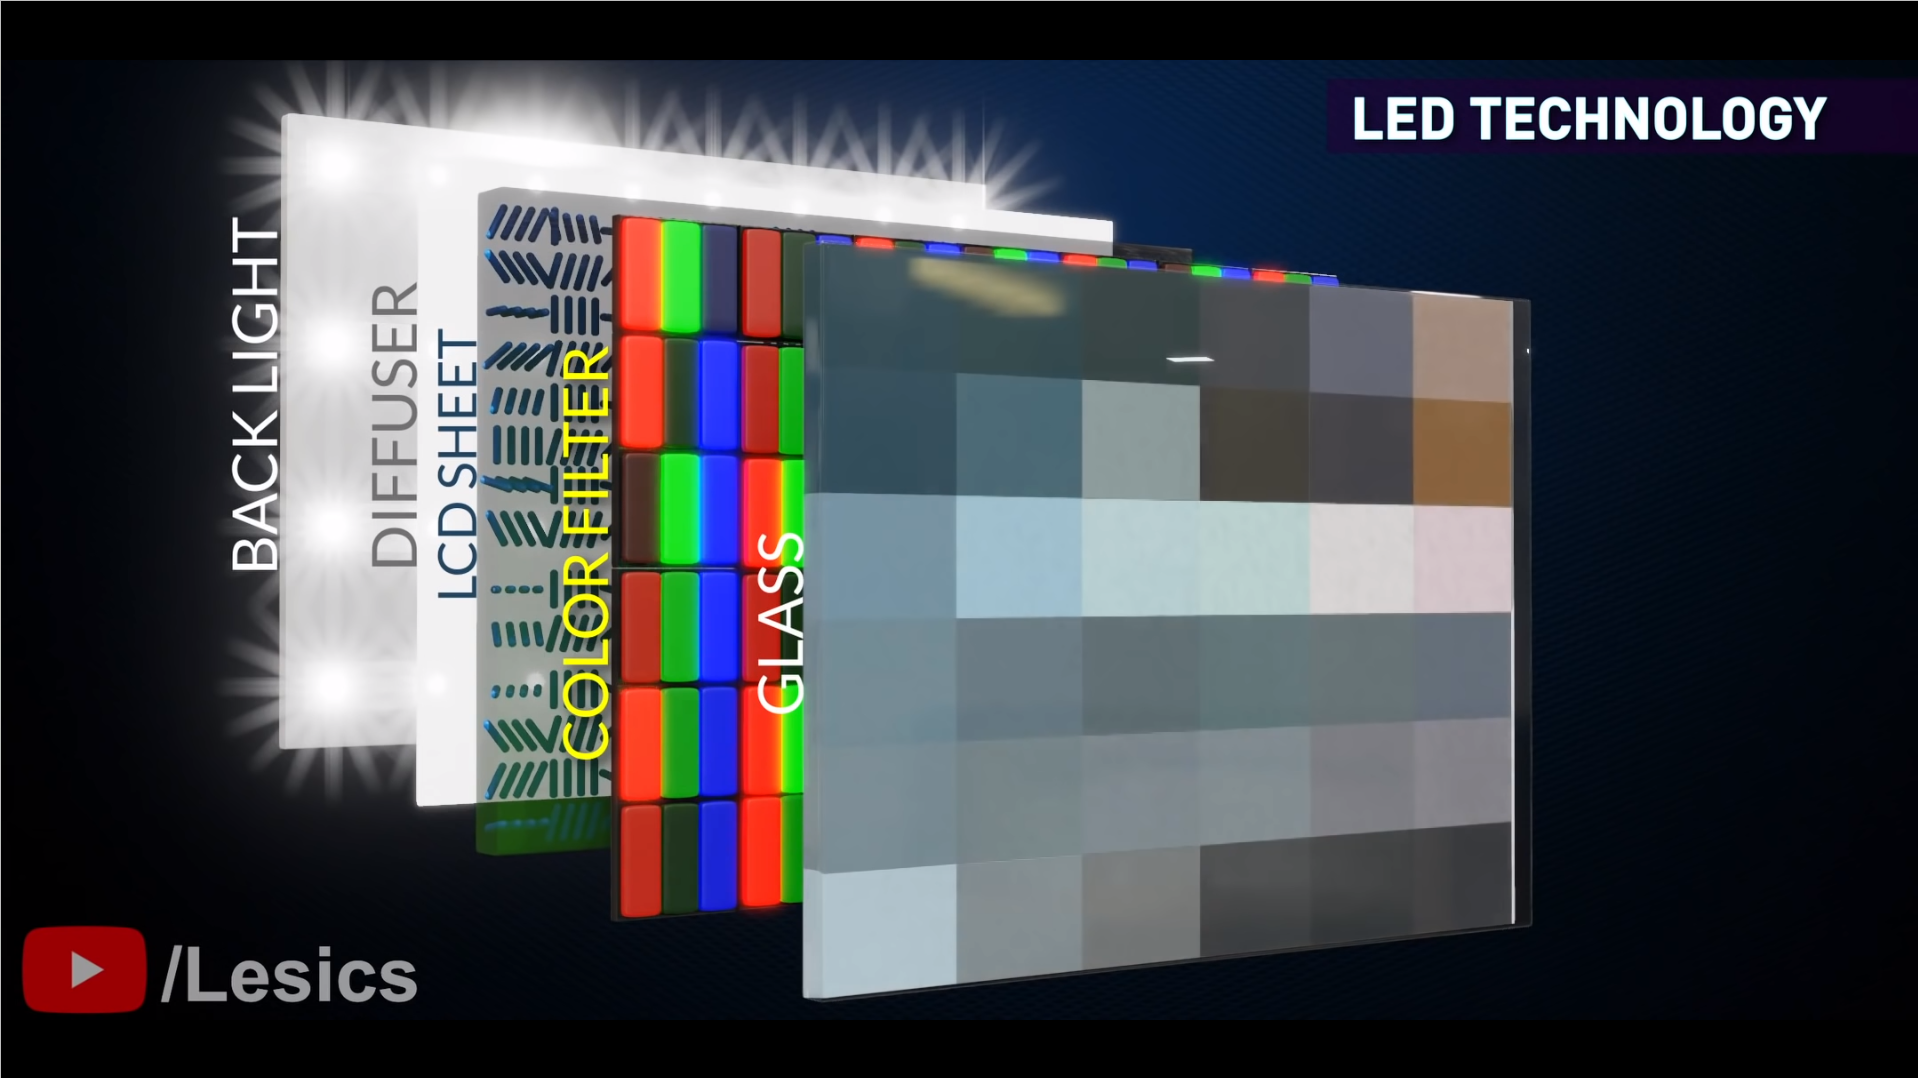 LED TECHNOLOGY
BACK LIGHT
DIFFUSER
LCD SHEET
COLOR FILTER
GLASS
/Lesics